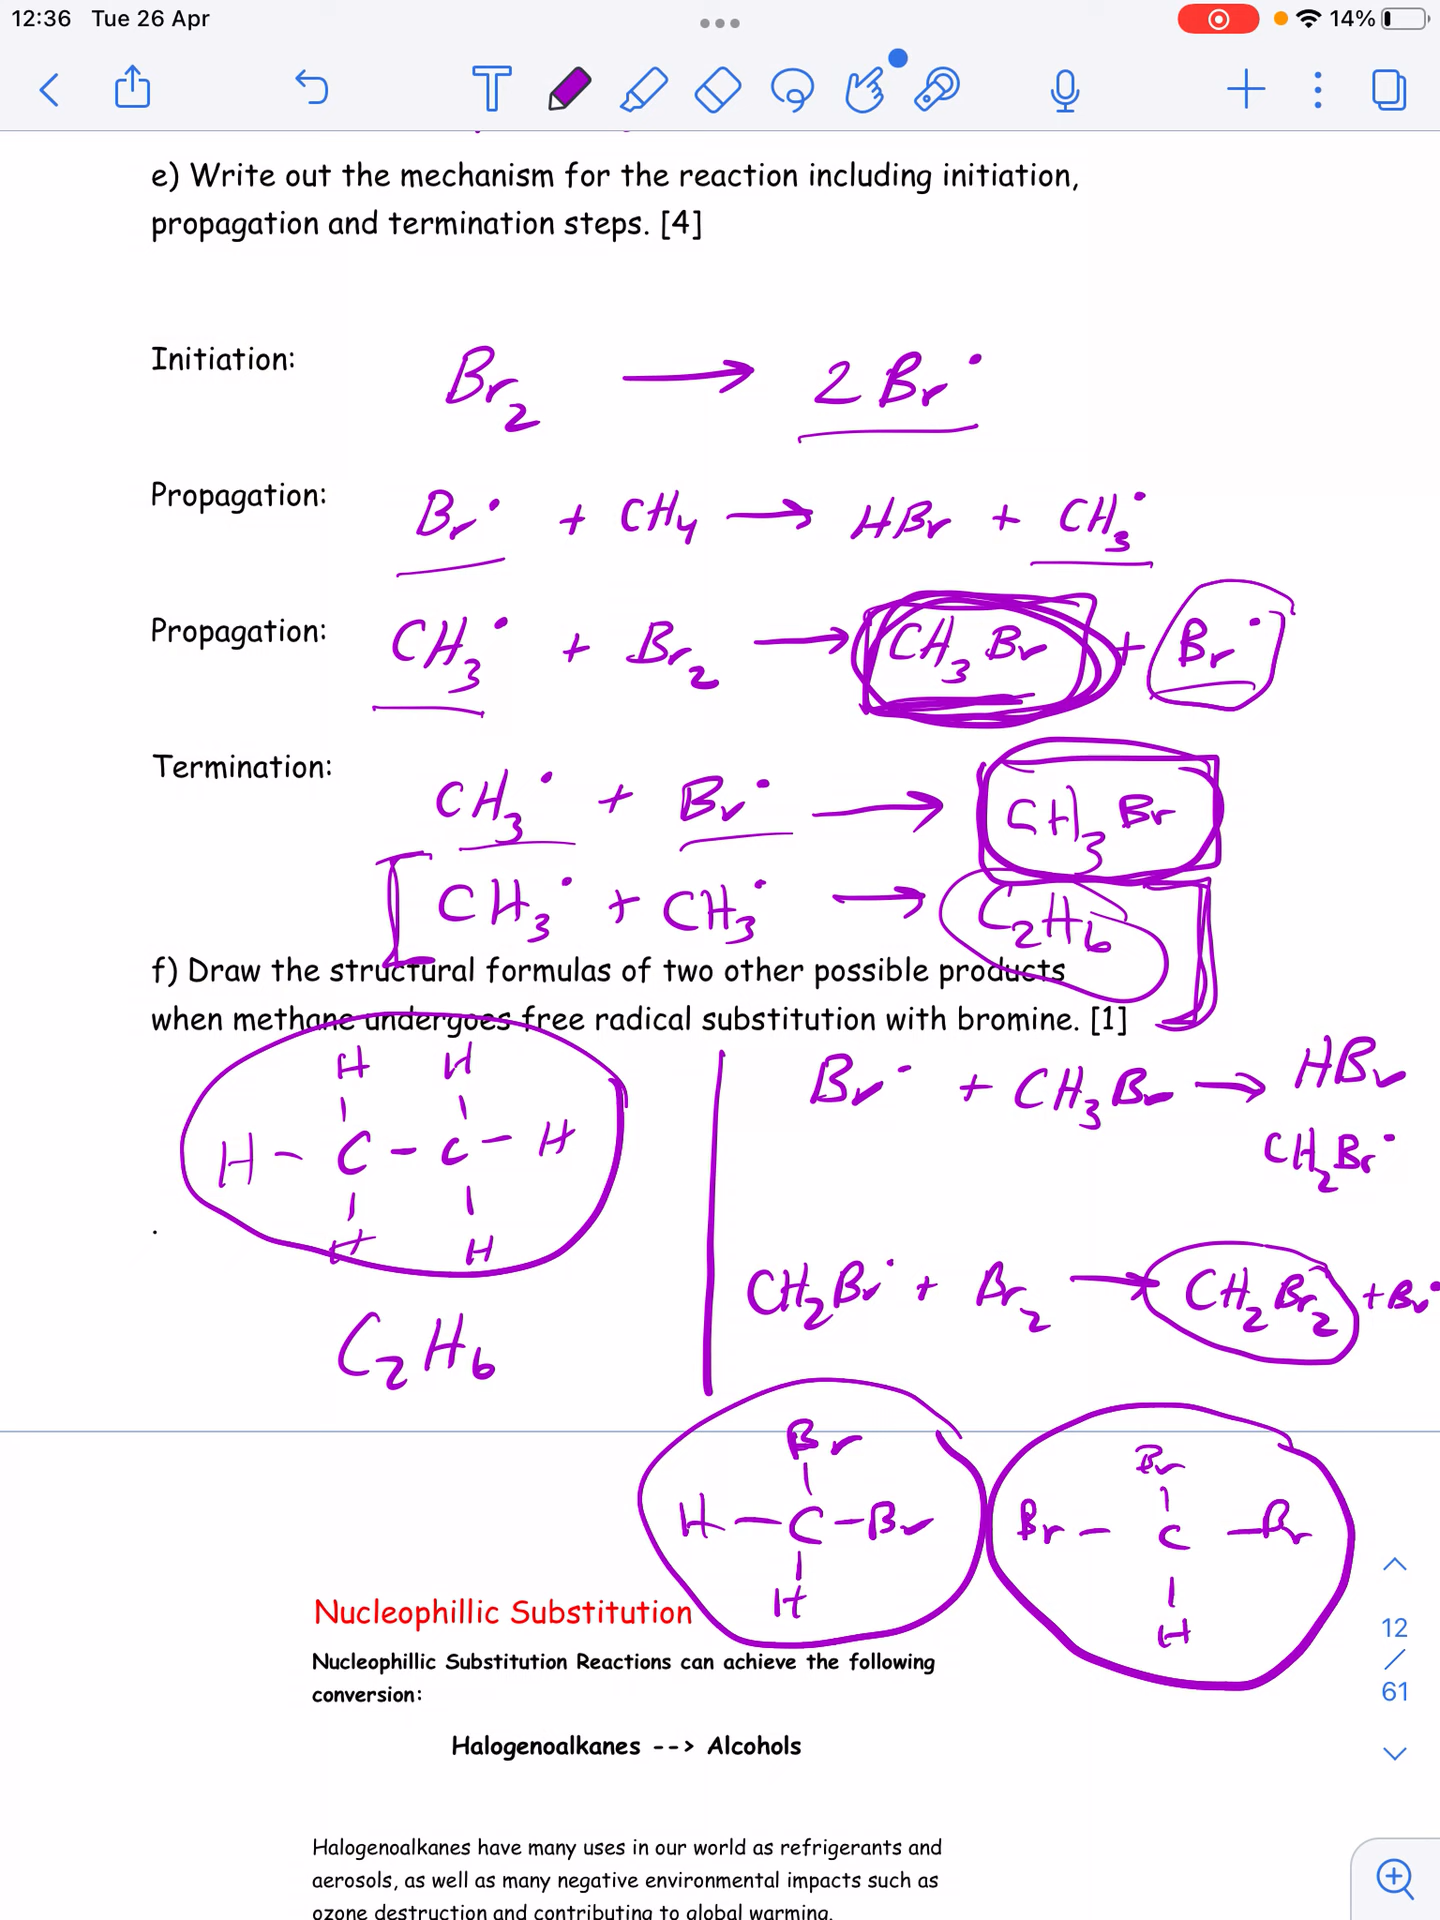 12:36 Tue 26 Apr
14%
e) Write out the mechanism for the reaction including initiation,
propagation and termination steps. [4]
Initiation: Br₂ → 2 Br•
Propagation: Br• + CH₄ → HBr + CH₃•
Propagation: CH₃• + Br₂ → CH₃Br + Br•
Termination: CH₃• + Br• → CH₃Br
CH₃• + CH₃• → C₂H₆
f) Draw the structural formulas of two other possible products
when methane undergoes free radical substitution with bromine. [1]
H H
H - C - C - H
H H
C₂H₆
Br• + CH₃Br → HBr
CH₂Br•
CH₂Br• + Br₂ → CH₂Br₂ + Br•
Br
H - C - Br
H
Br
Br - C - Br
H
12
/
61
Nucleophillic Substitution
Nucleophillic Substitution Reactions can achieve the following
conversion:
Halogenoalkanes --> Alcohols
Halogenoalkanes have many uses in our world as refrigerants and
aerosols, as well as many negative environmental impacts such as
ozone destruction and contributing to global warming.